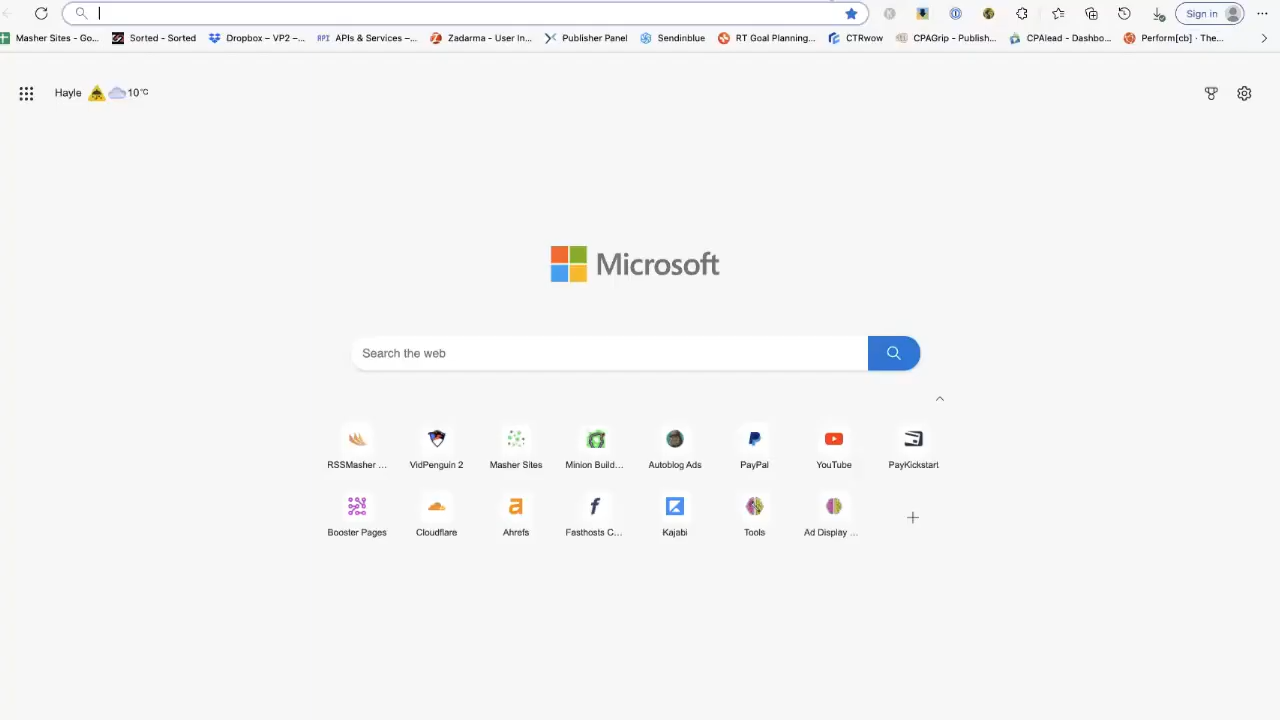 Sign in
Masher Sites - Go...
Sorted - Sorted
Dropbox – VP2 –...
API
APIs & Services –...
Zadarma - User In...
Publisher Panel
Sendinblue
RT Goal Planning...
CTRwow
CPAGrip - Publish...
CPAlead - Dashbo...
Perform[cb] · The...
Hayle
10°C
Microsoft
Search the web
RSSMasher ...
VidPenguin 2
Masher Sites
Minion Build...
Autoblog Ads
PayPal
YouTube
PayKickstart
Booster Pages
Cloudflare
Ahrefs
Fasthosts C...
Kajabi
Tools
Ad Display ...